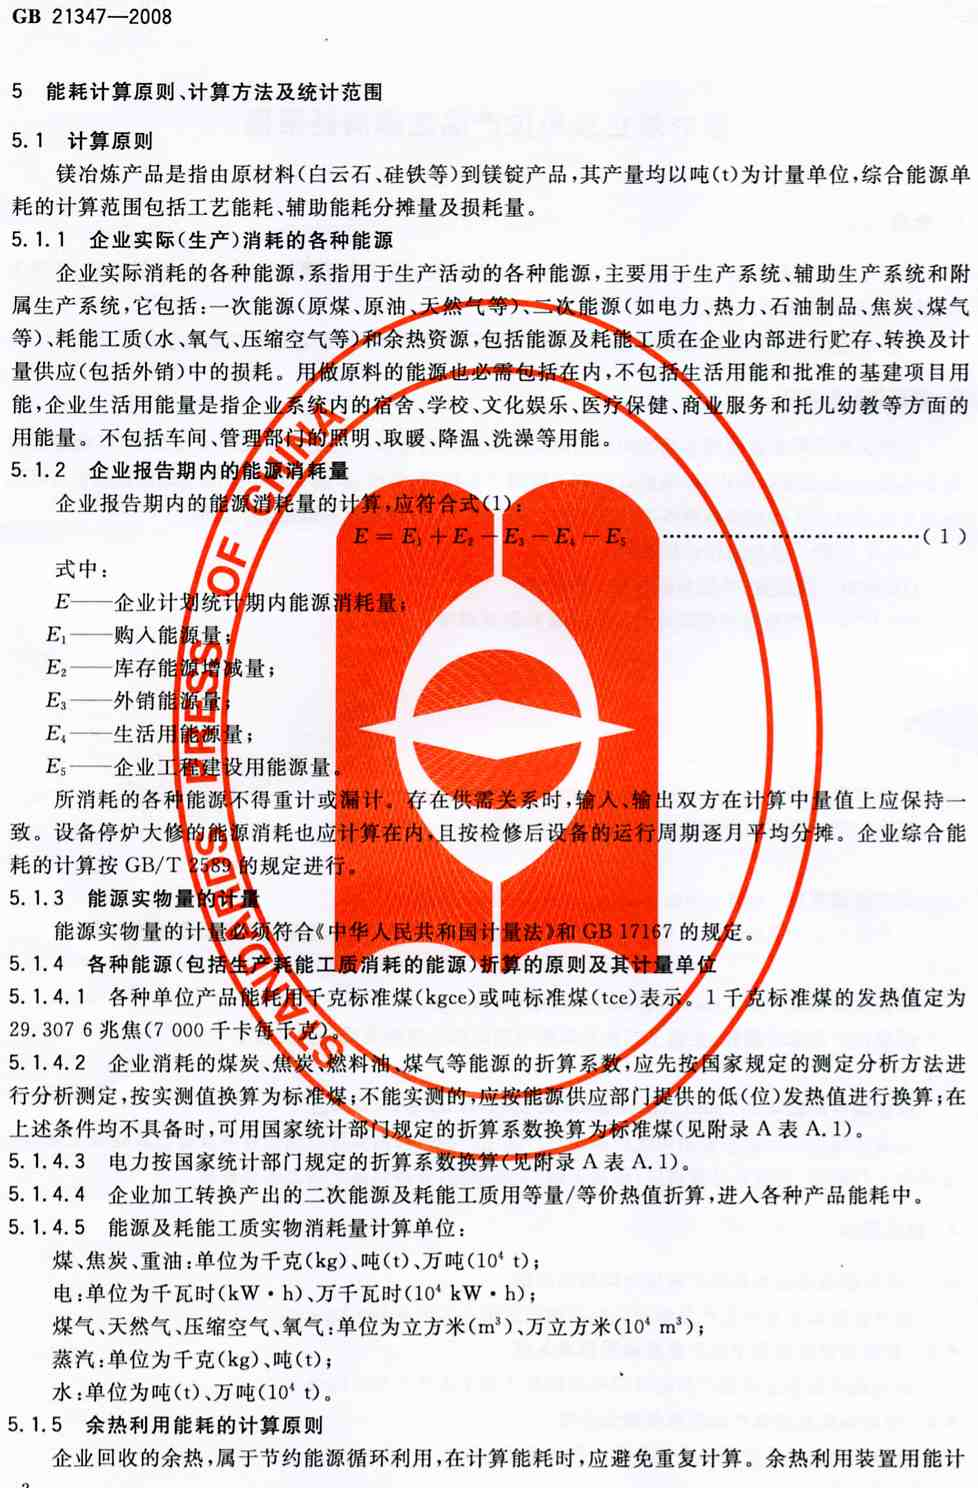 GB 21347—2008
5 能耗计算原则、计算方法及统计范围
5.1 计算原则
镁冶炼产品是指由原材料(白云石、硅铁等)到镁锭产品,其产量均以吨(t)为计量单位,综合能源单
耗的计算范围包括工艺能耗、辅助能耗分摊量及损耗量。
5.1.1 企业实际(生产)消耗的各种能源
企业实际消耗的各种能源,系指用于生产活动的各种能源,主要用于生产系统、辅助生产系统和附
属生产系统,它包括:一次能源(原煤、原油、天然气等)、二次能源(如电力、热力、石油制品、焦炭、煤气
等)、耗能工质(水、氧气、压缩空气等)和余热资源,包括能源及耗能工质在企业内部进行贮存、转换及计
量供应(包括外销)中的损耗。用做原料的能源也必需包括在内,不包括生活用能和批准的基建项目用
能,企业生活用能量是指企业系统内的宿舍、学校、文化娱乐、医疗保健、商业服务和托儿幼教等方面的
用能量。不包括车间、管理部门的照明、取暖、降温、洗澡等用能。
5.1.2 企业报告期内的能源消耗量
企业报告期内的能源消耗量的计算,应符合式(1):
E = E₁ + E₂ − E₃ − E₄ − E₅ ………………………………(1)
式中:
E——企业计划统计期内能源消耗量;
E₁——购入能源量;
E₂——库存能源增减量;
E₃——外销能源量;
E₄——生活用能源量;
E₅——企业工程建设用能源量。
所消耗的各种能源不得重计或漏计。存在供需关系时,输入、输出双方在计算中量值上应保持一
致。设备停炉大修的能源消耗也应计算在内,且按检修后设备的运行周期逐月平均分摊。企业综合能
耗的计算按 GB/T 2589 的规定进行。
5.1.3 能源实物量的计量
能源实物量的计量必须符合《中华人民共和国计量法》和 GB 17167 的规定。
5.1.4 各种能源(包括生产耗能工质消耗的能源)折算的原则及其计量单位
5.1.4.1 各种单位产品能耗用千克标准煤(kgce)或吨标准煤(tce)表示。1 千克标准煤的发热值定为
29.307 6 兆焦(7 000 千卡每千克)。
5.1.4.2 企业消耗的煤炭、焦炭、燃料油、煤气等能源的折算系数,应先按国家规定的测定分析方法进
行分析测定,按实测值换算为标准煤;不能实测的,应按能源供应部门提供的低(位)发热值进行换算;在
上述条件均不具备时,可用国家统计部门规定的折算系数换算为标准煤(见附录 A 表 A.1)。
5.1.4.3 电力按国家统计部门规定的折算系数换算(见附录 A 表 A.1)。
5.1.4.4 企业加工转换产出的二次能源及耗能工质用等量/等价热值折算,进入各种产品能耗中。
5.1.4.5 能源及耗能工质实物消耗量计算单位:
煤、焦炭、重油:单位为千克(kg)、吨(t)、万吨(10⁴ t);
电:单位为千瓦时(kW·h)、万千瓦时(10⁴ kW·h);
煤气、天然气、压缩空气、氧气:单位为立方米(m³)、万立方米(10⁴ m³);
蒸汽:单位为千克(kg)、吨(t);
水:单位为吨(t)、万吨(10⁴ t)。
5.1.5 余热利用能耗的计算原则
企业回收的余热,属于节约能源循环利用,在计算能耗时,应避免重复计算。余热利用装置用能计
STANDARDS PRESS OF CHINA